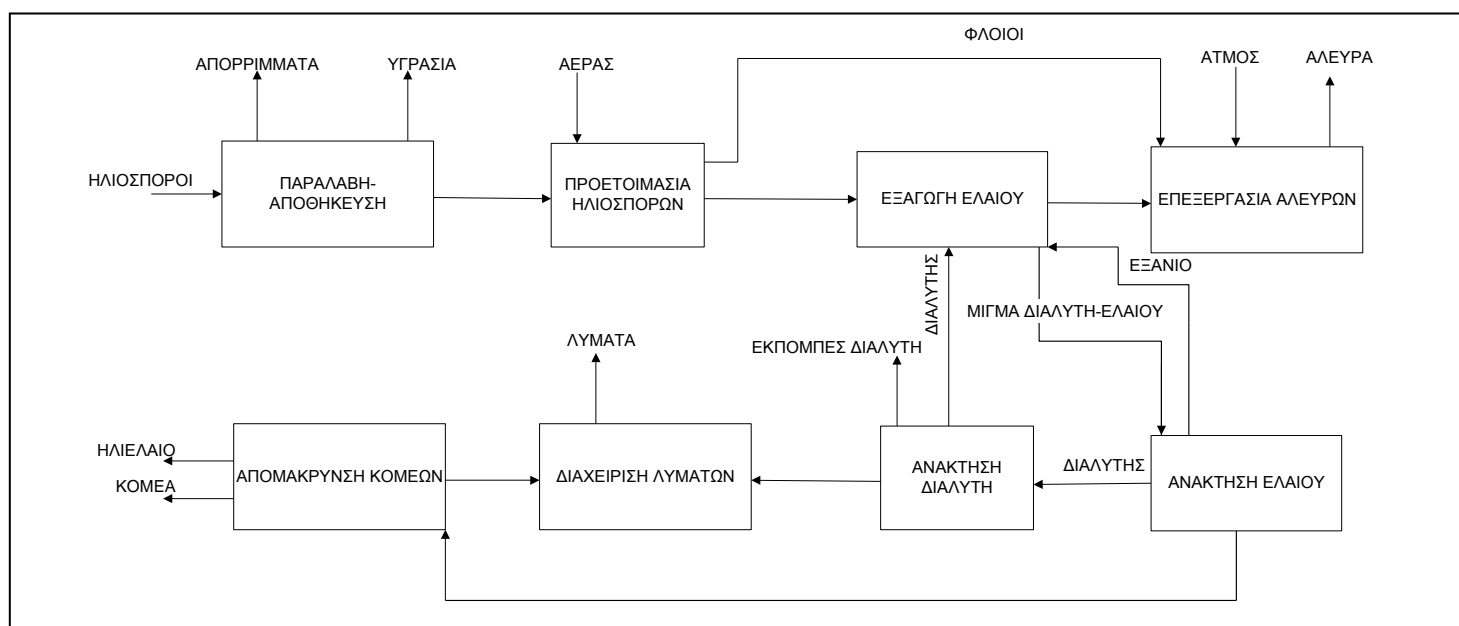 ΦΛΟΙΟΙ
ΑΠΟΡΡΙΜΜΑΤΑ
ΥΓΡΑΣΙΑ
ΑΕΡΑΣ
ΑΤΜΟΣ
ΑΛΕΥΡΑ
ΗΛΙΟΣΠΟΡΟΙ
ΠΑΡΑΛΑΒΗ-
ΑΠΟΘΗΚΕΥΣΗ
ΠΡΟΕΤΟΙΜΑΣΙΑ
ΗΛΙΟΣΠΟΡΩΝ
ΕΞΑΓΩΓΗ ΕΛΑΙΟΥ
ΕΠΕΞΕΡΓΑΣΙΑ ΑΛΕΥΡΩΝ
ΔΙΑΛΥΤΗΣ
ΕΞΑΝΙΟ
ΜΙΓΜΑ ΔΙΑΛΥΤΗ-ΕΛΑΙΟΥ
ΛΥΜΑΤΑ
ΕΚΠΟΜΠΕΣ ΔΙΑΛΥΤΗ
ΗΛΙΕΛΑΙΟ
ΚΟΜΕΑ
ΑΠΟΜΑΚΡΥΝΣΗ ΚΟΜΕΩΝ
ΔΙΑΧΕΙΡΙΣΗ ΛΥΜΑΤΩΝ
ΑΝΑΚΤΗΣΗ
ΔΙΑΛΥΤΗ
ΔΙΑΛΥΤΗΣ
ΑΝΑΚΤΗΣΗ ΕΛΑΙΟΥ